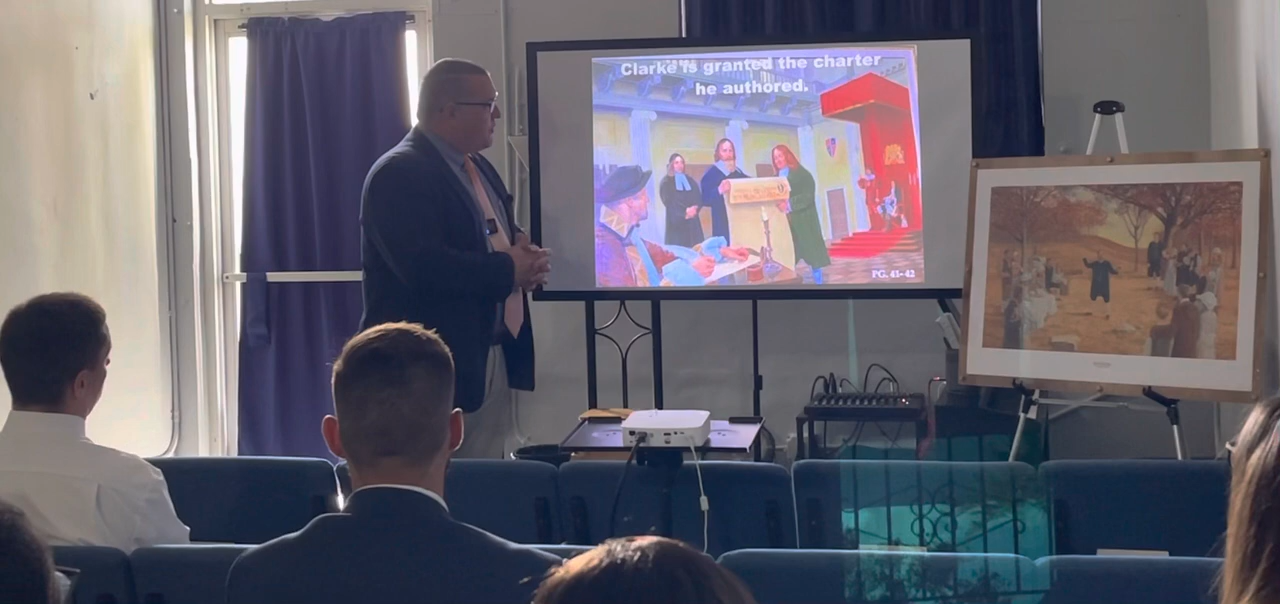 Clarke is granted the charter
he authored.
PG. 41-42